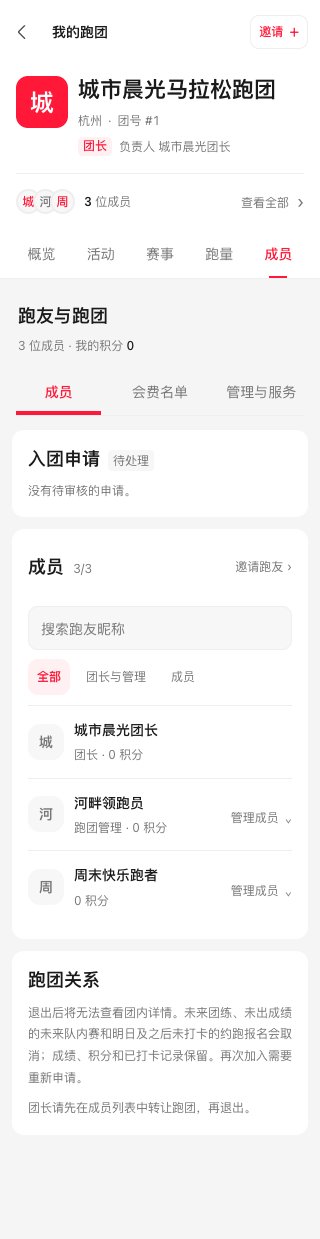 我的跑团
邀请 +
城
城市晨光马拉松跑团
杭州 · 团号 #1
团长 负责人 城市晨光团长
城 河 周 3 位成员 查看全部 ›
概览 活动 赛事 跑量 成员
跑友与跑团
3 位成员 · 我的积分 0
成员 会费名单 管理与服务
入团申请 待处理
没有待审核的申请。
成员 3/3 邀请跑友 ›
搜索跑友昵称
全部 团长与管理 成员
城
城市晨光团长
团长 · 0 积分
河
河畔领跑员
跑团管理 · 0 积分
管理成员
周
周末快乐跑者
0 积分
管理成员
跑团关系
退出后将无法查看团内详情。未来团练、未出成绩
的未来队内赛和明日及之后未打卡的约跑报名会取
消；成绩、积分和已打卡记录保留。再次加入需要
重新申请。
团长请先在成员列表中转让跑团，再退出。